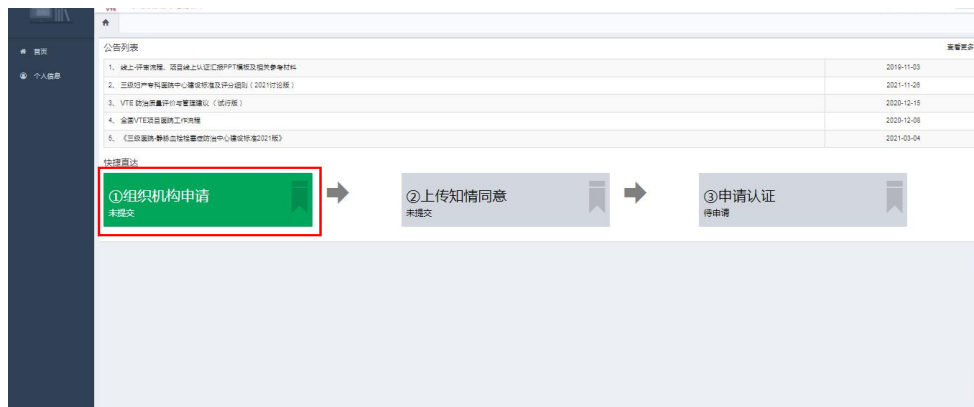 首页
个人信息
公告列表
查看更多
1、 线上-评审流程、项目线上认证汇报PPT模板及相关参考材料 2019-11-03
2、 三级妇产专科医院中心建设标准及评分细则（2021讨论版） 2021-11-26
3、 VTE 防治质量评价与管理建议（试行版） 2020-12-15
4、 全国VTE项目医院工作流程 2020-12-08
5、 《三级医院-静脉血栓栓塞症防治中心建设标准2021版》 2021-03-04
快捷直达
①组织机构申请
未提交
②上传知情同意
未提交
③申请认证
待申请